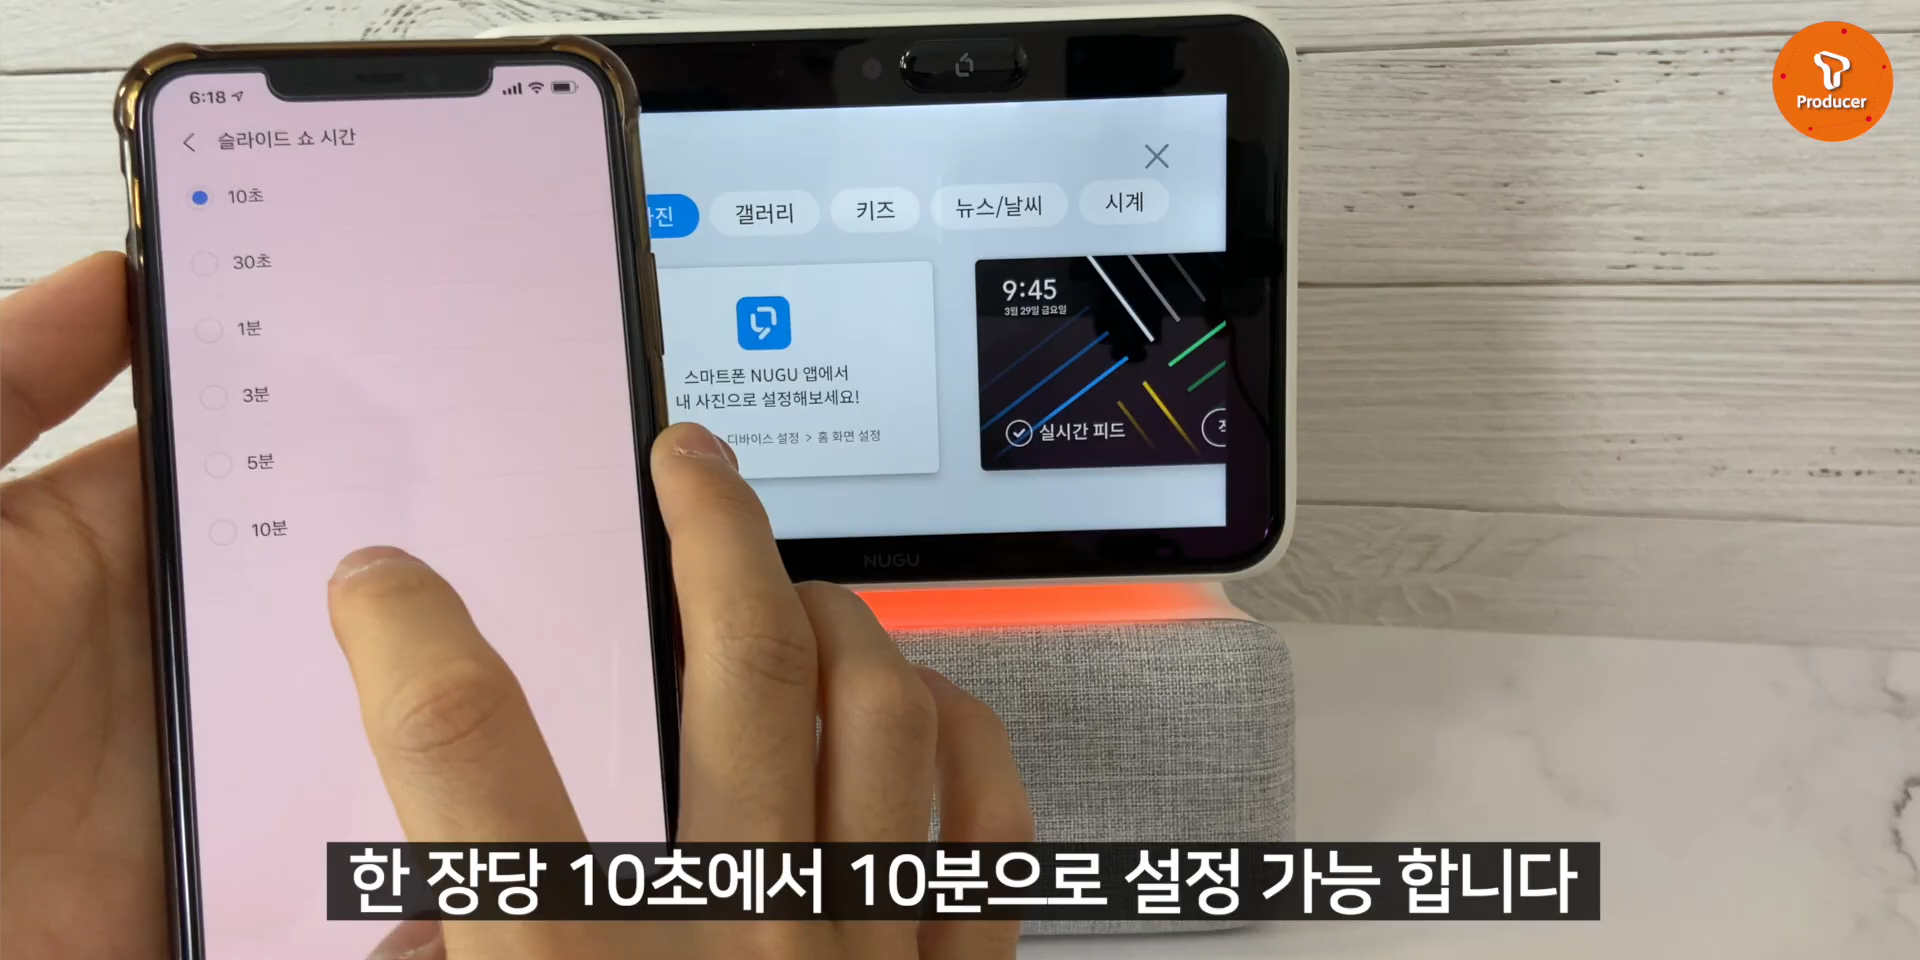 6:18
슬라이드 쇼 시간
10초
30초
1분
3분
5분
10분
갤러리
키즈
뉴스/날씨
시계
스마트폰 NUGU 앱에서
내 사진으로 설정해보세요!
디바이스 설정 > 홈 화면 설정
9:45
3월 29일 금요일
실시간 피드
NUGU
Producer
한 장당 10초에서 10분으로 설정 가능 합니다